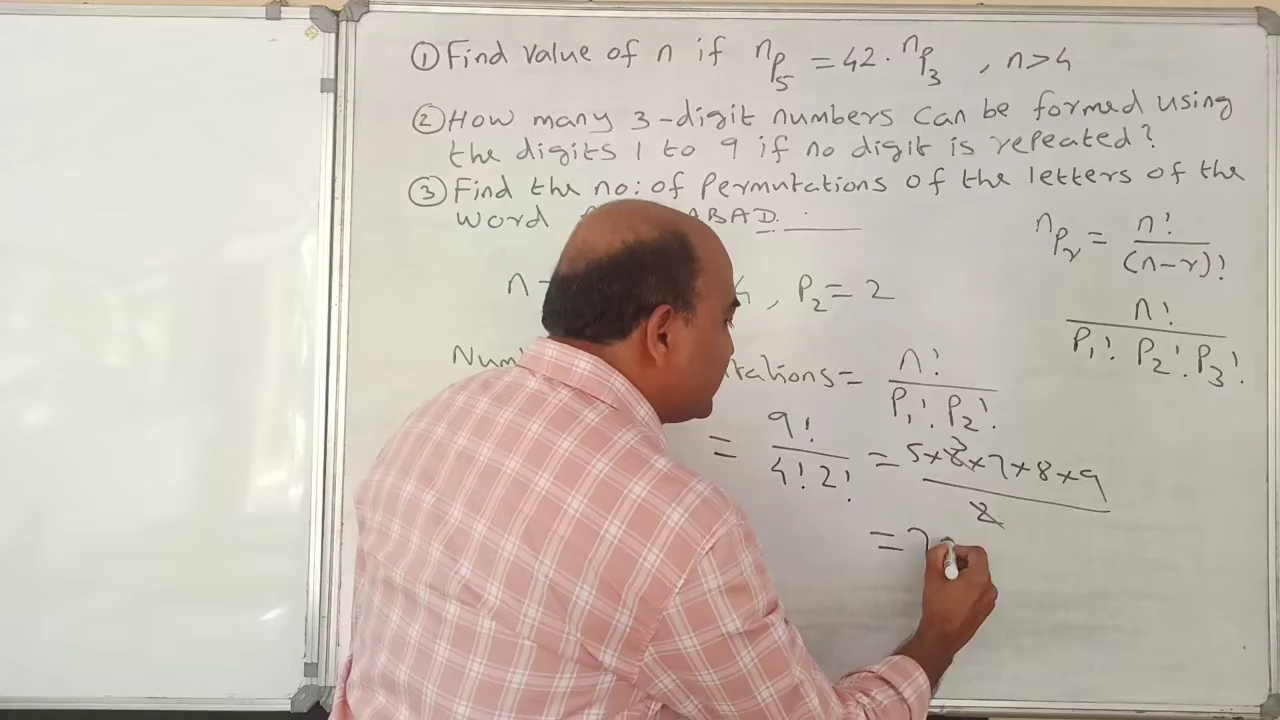 ① Find value of n if ⁿP₅ = 42 · ⁿP₃ , n > 4
② How many 3-digit numbers can be formed using
the digits 1 to 9 if no digit is repeated?
③ Find the no: of Permutations of the letters of the
word ABAD.
ⁿPᵣ = n! / (n-r)!
n! / P₁! P₂! P₃!
n , P₂ = 2
tations = n! / P₁! P₂!
= 9! / 4! 2! = 5×6×7×8×9 / 2
= 7